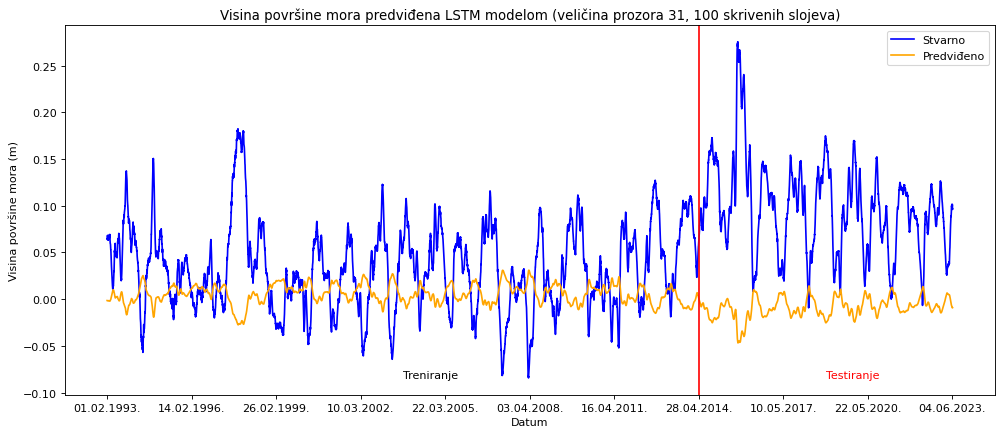 Visina površine mora predviđena LSTM modelom (veličina prozora 31, 100 skrivenih slojeva)
Stvarno
Predviđeno
Visina površine mora (m)
0.25
0.20
0.15
0.10
0.05
0.00
−0.05
−0.10
Treniranje
Testiranje
01.02.1993.
14.02.1996.
26.02.1999.
10.03.2002.
22.03.2005.
03.04.2008.
16.04.2011.
28.04.2014.
10.05.2017.
22.05.2020.
04.06.2023.
Datum